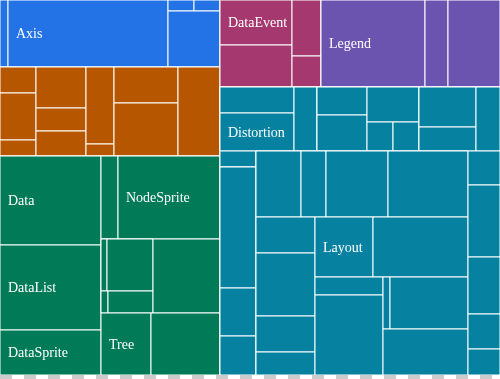 Axis
DataEvent
Legend
Distortion
Data
NodeSprite
DataList
Layout
DataSprite
Tree